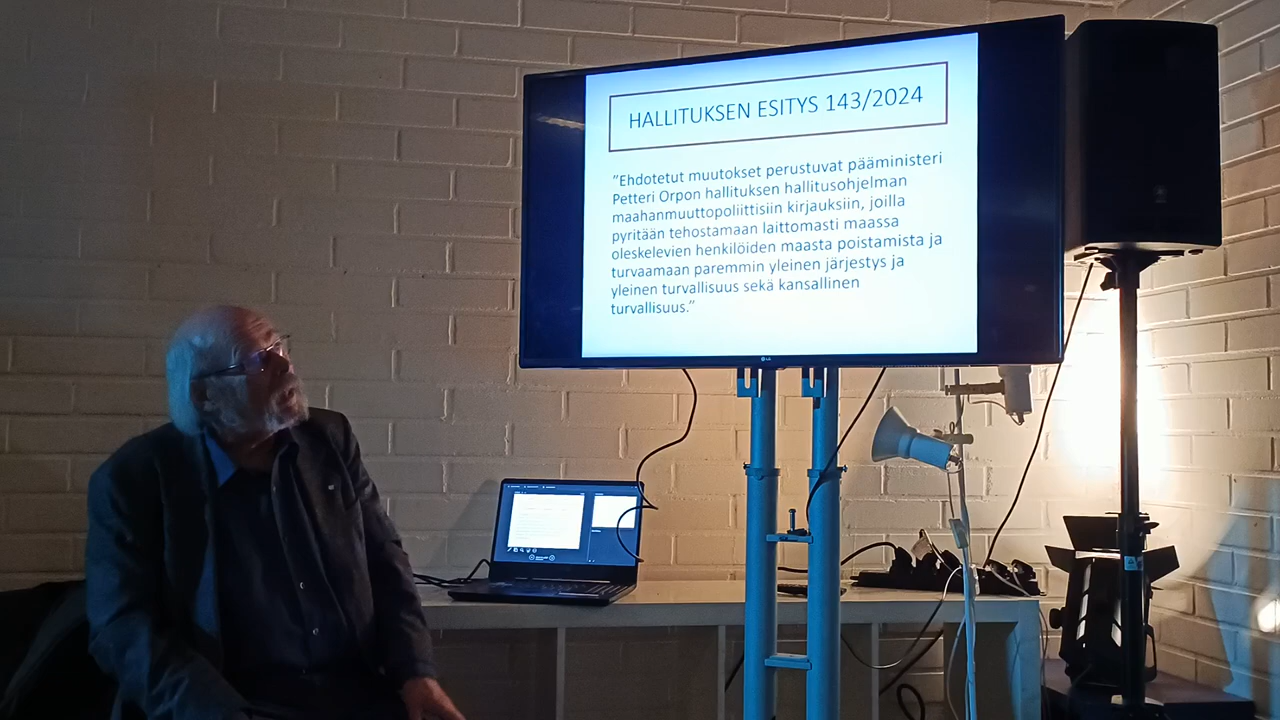 HALLITUKSEN ESITYS 143/2024
”Ehdotetut muutokset perustuvat pääministeri
Petteri Orpon hallituksen hallitusohjelman
maahanmuuttopoliittisiin kirjauksiin, joilla
pyritään tehostamaan laittomasti maassa
oleskelevien henkilöiden maasta poistamista ja
turvaamaan paremmin yleinen järjestys ja
yleinen turvallisuus sekä kansallinen
turvallisuus.”
LG